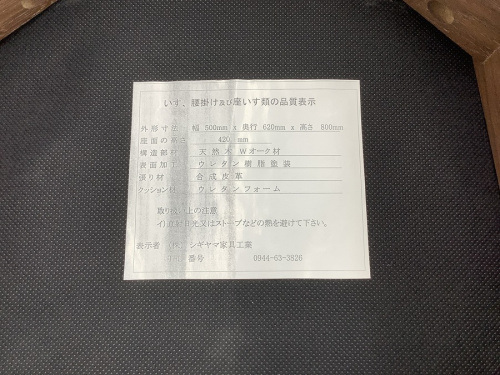 いす、腰掛け及び座いす類の品質表示
外形寸法 幅 500mm x 奥行 620mm x 高さ 800mm
座面の高さ 420 mm
構造部材 天然木 Wオーク材
表面加工 ウレタン樹脂塗装
張り材 合成皮革
クッション材 ウレタンフォーム
取り扱い上の注意
イ)直射日光又はストーブなどの熱を避けて下さい。
表示者 (株)シギヤマ家具工業
番号 0944-63-3826